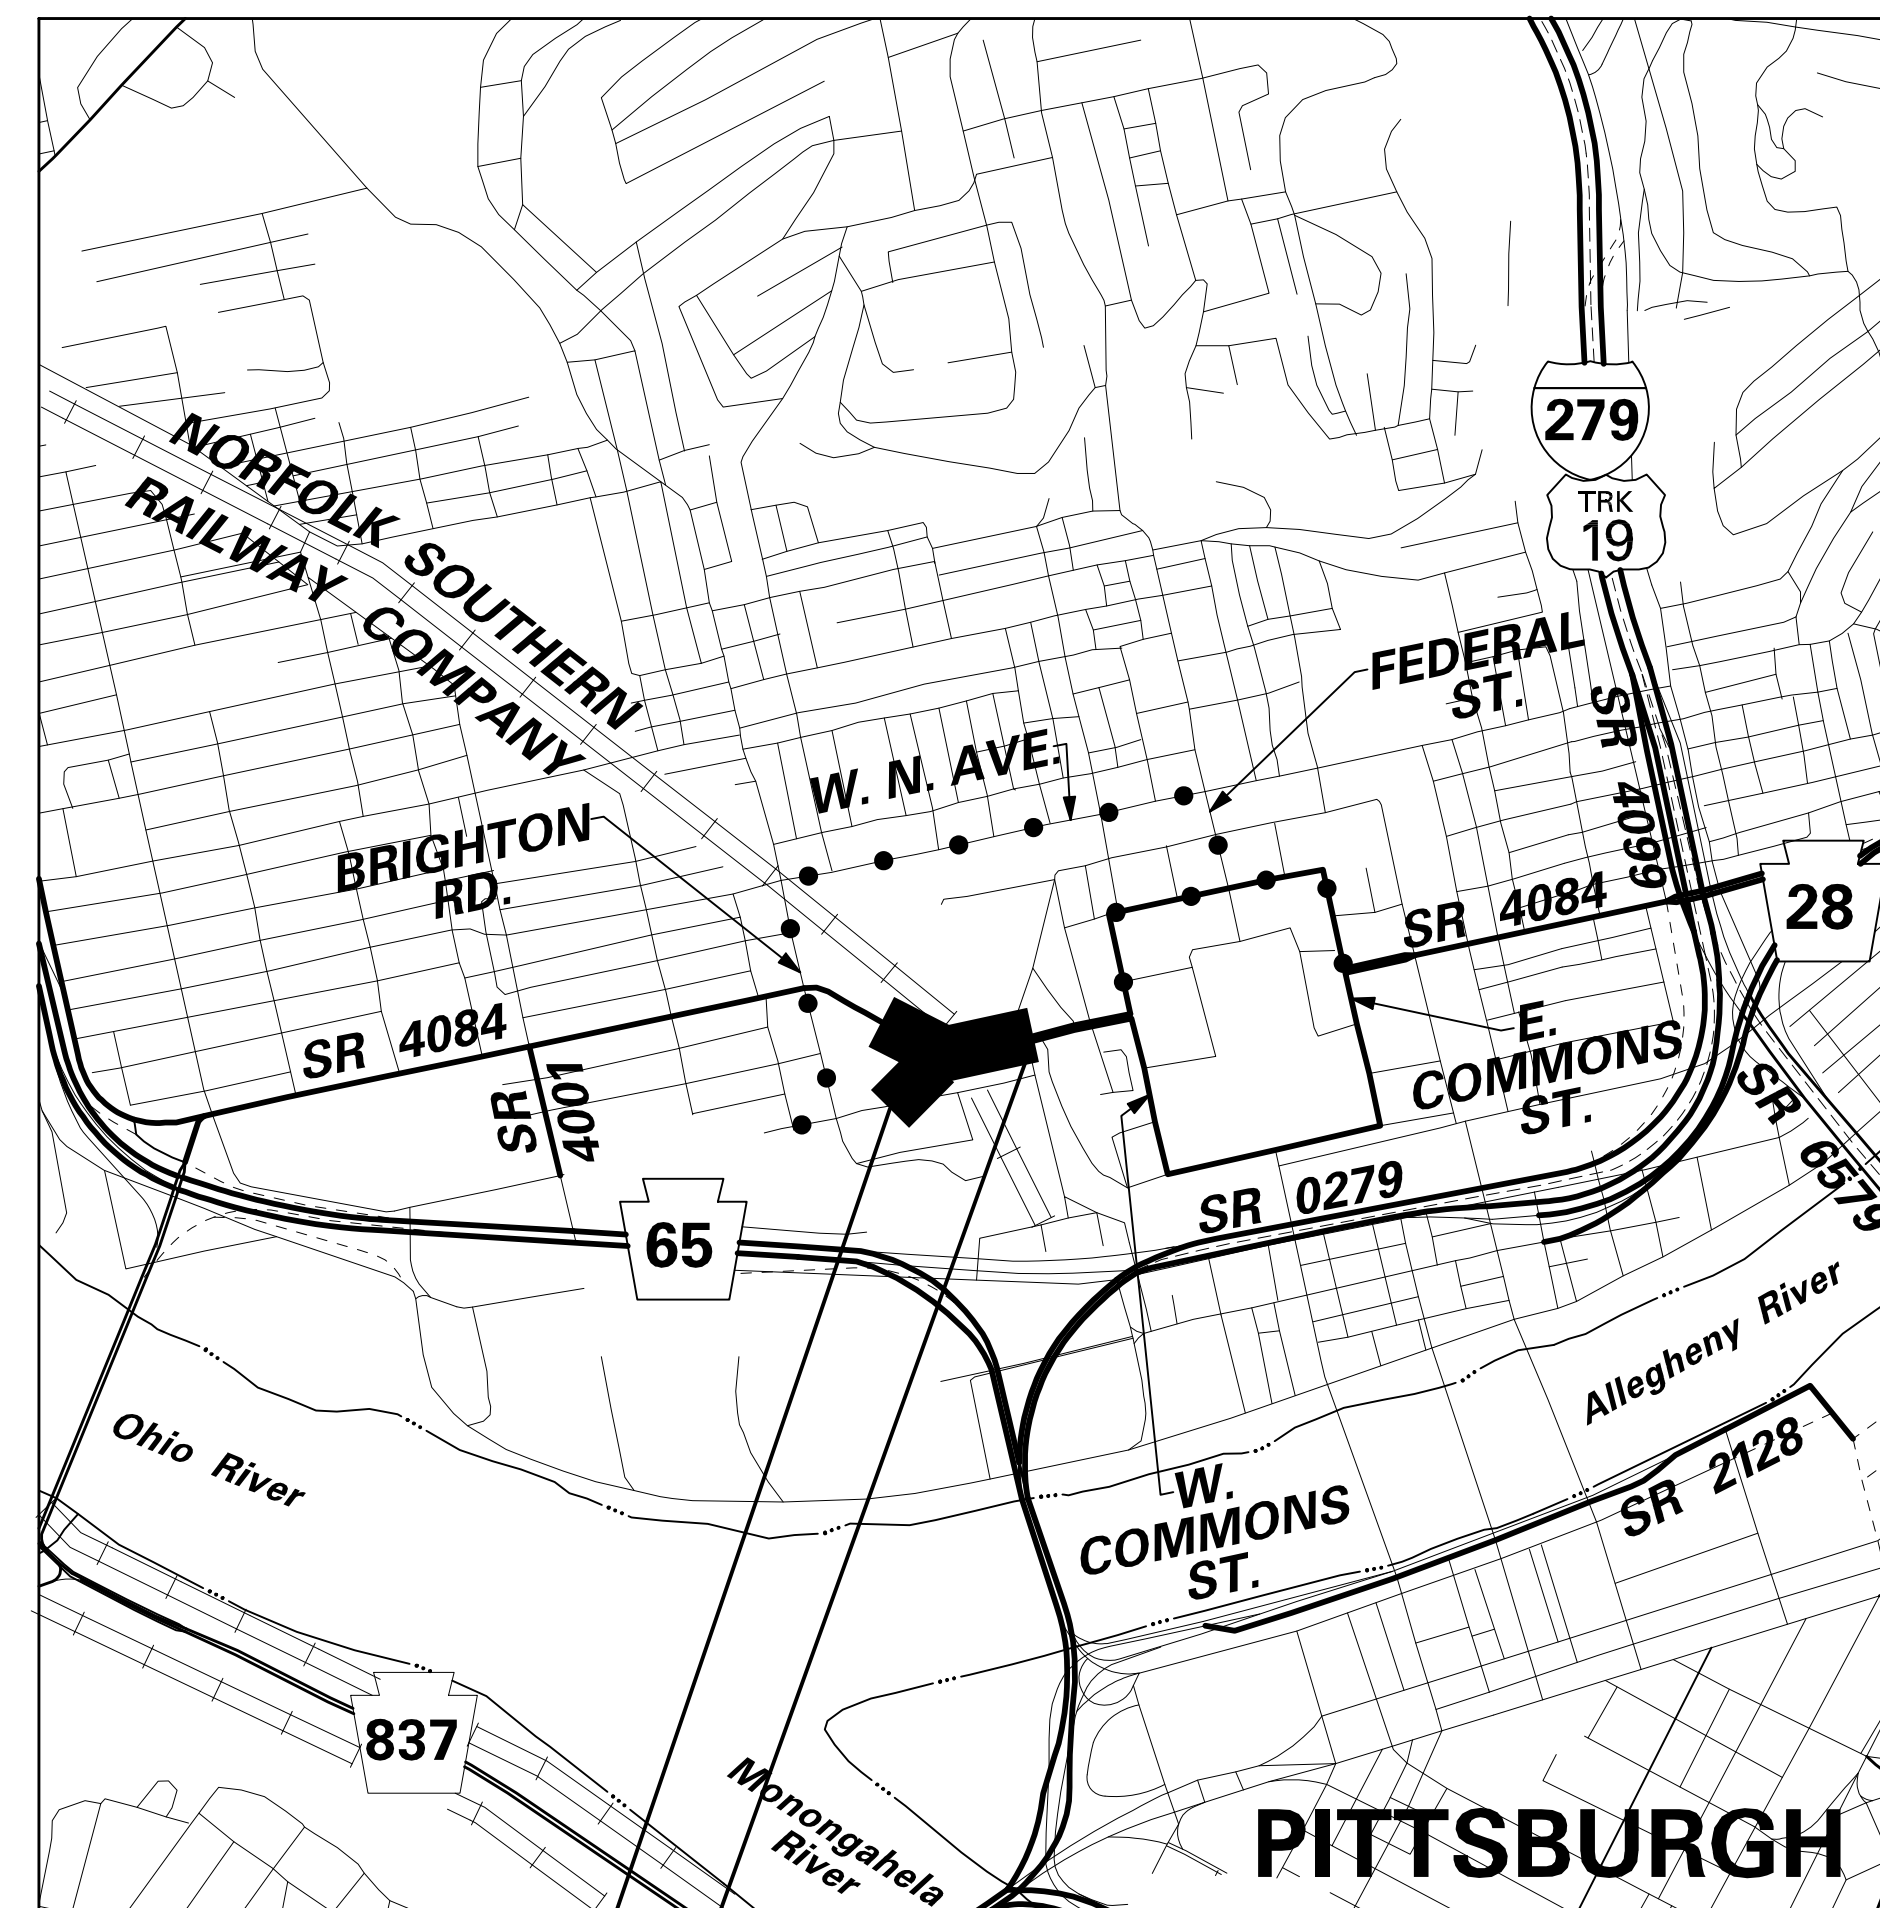 279
TRK
19
NORFOLK SOUTHERN
RAILWAY COMPANY
FEDERAL
ST.
SR 4099
W. N. AVE.
BRIGHTON
RD.
28
SR 4084
SR 4084
E.
COMMONS
ST.
SR
4001
SR 6579
SR 0279
65
Allegheny River
Ohio River
SR 2128
W.
COMMONS
ST.
837
Monongahela
River
PITTSBURGH